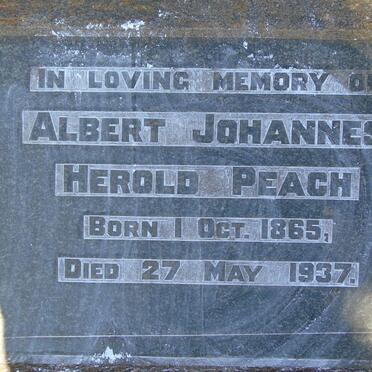 IN LOVING MEMORY O
ALBERT JOHANNES
HEROLD PEACH
BORN 1 OCT. 1865,
DIED 27 MAY 1937.